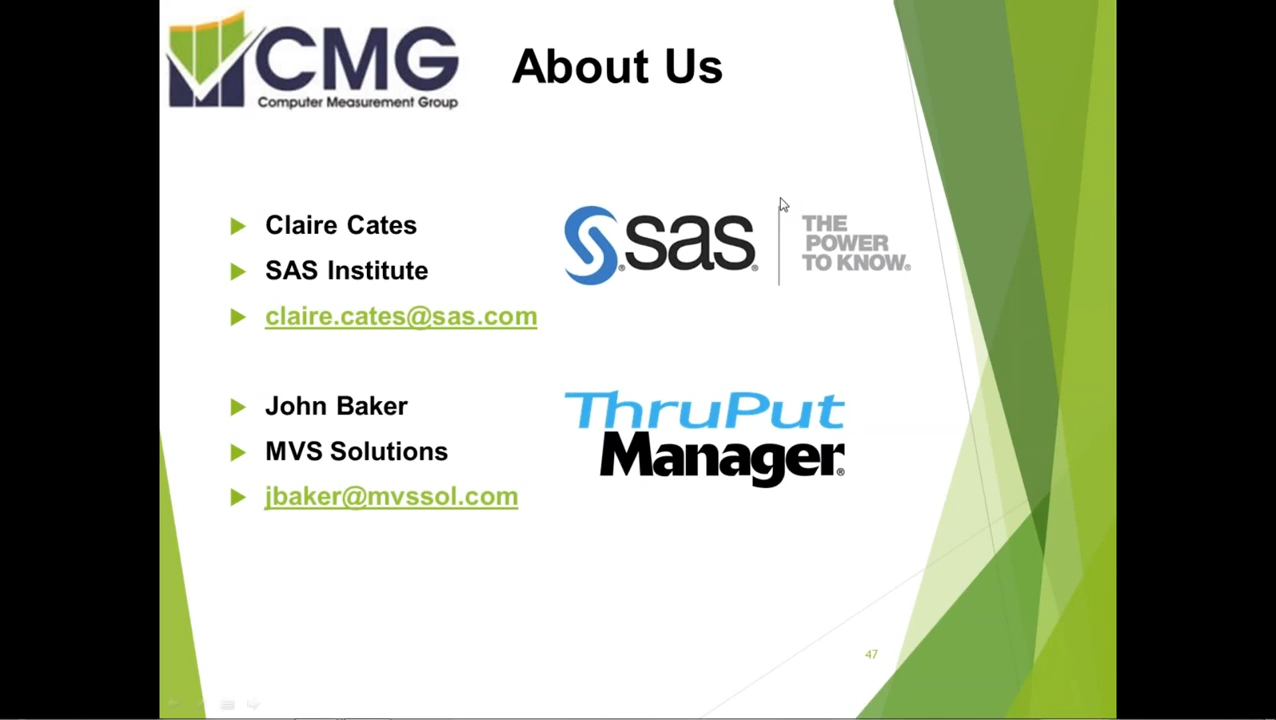 CMG
Computer Measurement Group
About Us
Claire Cates
SAS Institute
claire.cates@sas.com
sas® | THE POWER TO KNOW®
John Baker
MVS Solutions
jbaker@mvssol.com
ThruPut
Manager®
47